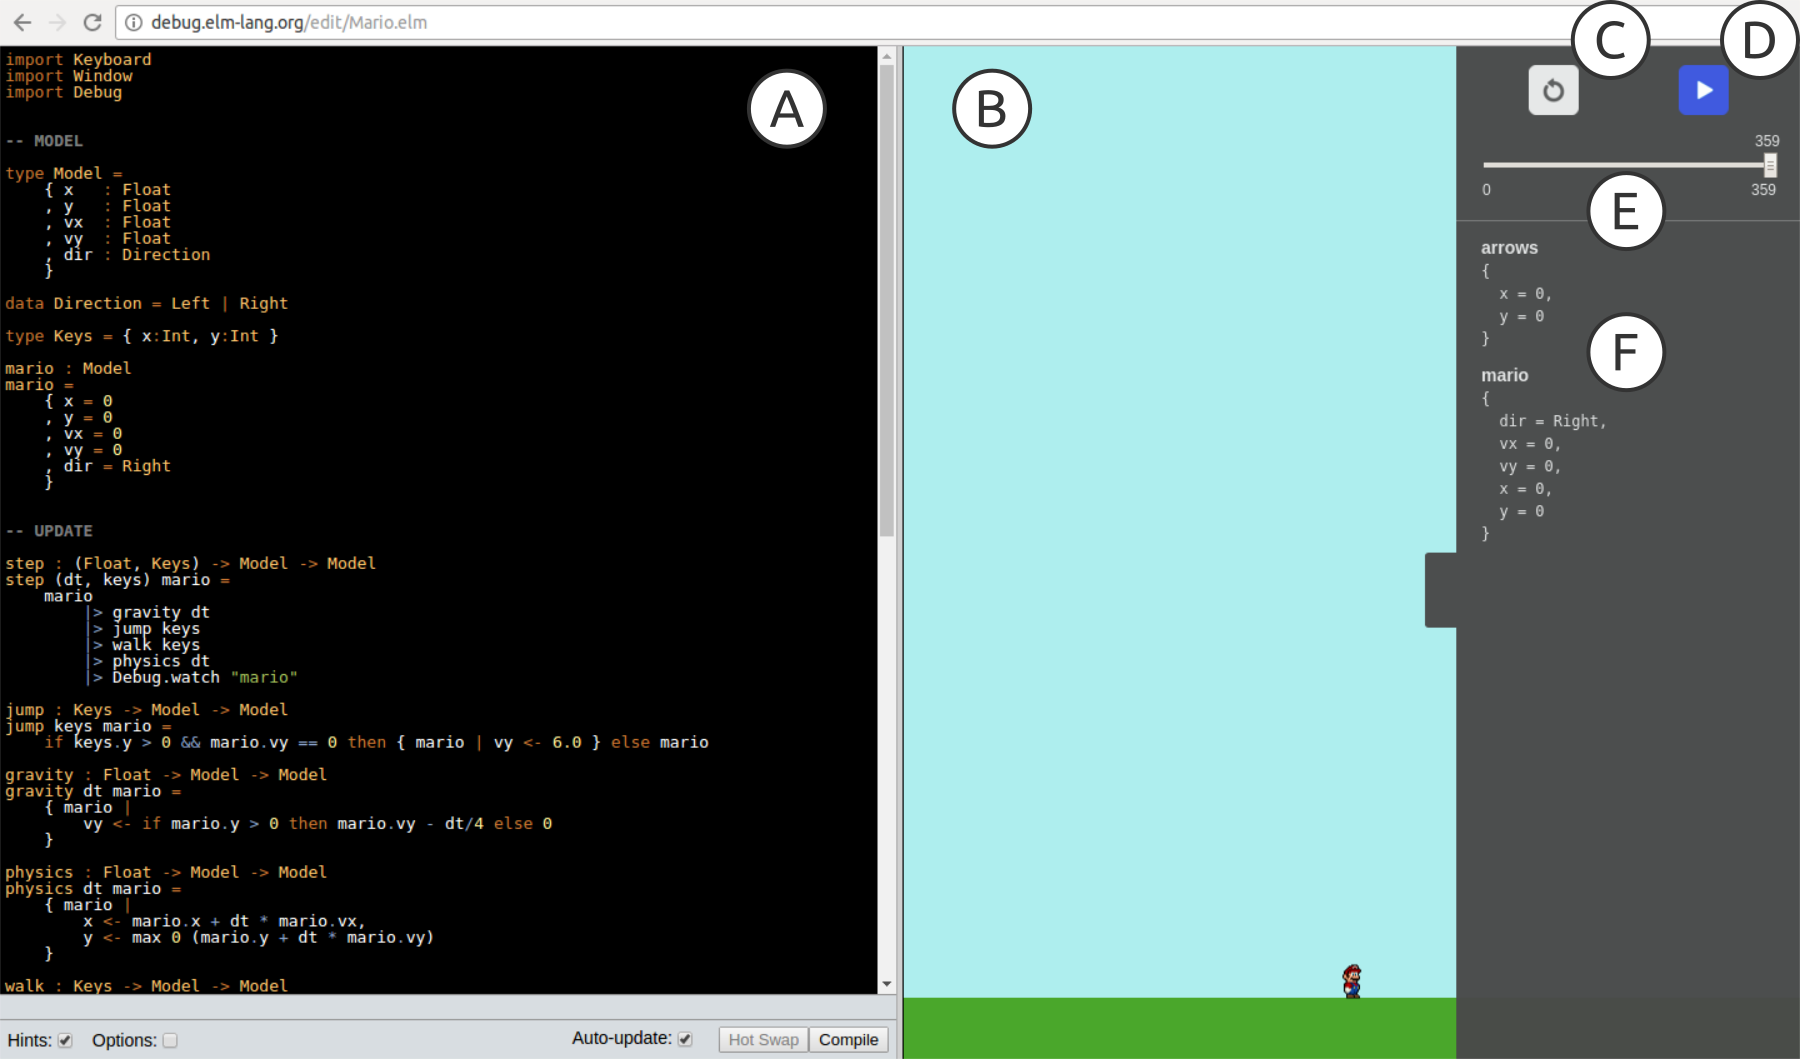 debug.elm-lang.org/edit/Mario.elm
import Keyboard
import Window
import Debug
-- MODEL
type Model =
    { x   : Float
    , y   : Float
    , vx  : Float
    , vy  : Float
    , dir : Direction
    }
data Direction = Left | Right
type Keys = { x:Int, y:Int }
mario : Model
mario =
    { x = 0
    , y = 0
    , vx = 0
    , vy = 0
    , dir = Right
    }
-- UPDATE
step : (Float, Keys) -> Model -> Model
step (dt, keys) mario =
    mario
        |> gravity dt
        |> jump keys
        |> walk keys
        |> physics dt
        |> Debug.watch "mario"
jump : Keys -> Model -> Model
jump keys mario =
    if keys.y > 0 && mario.vy == 0 then { mario | vy <- 6.0 } else mario
gravity : Float -> Model -> Model
gravity dt mario =
    { mario |
        vy <- if mario.y > 0 then mario.vy - dt/4 else 0
    }
physics : Float -> Model -> Model
physics dt mario =
    { mario |
        x <- mario.x + dt * mario.vx,
        y <- max 0 (mario.y + dt * mario.vy)
    }
walk : Keys -> Model -> Model
Hints: Options: Auto-update: Hot Swap Compile
A
B
C
D
359
0 359
E
arrows
{
  x = 0,
  y = 0
}
F
mario
{
  dir = Right,
  vx = 0,
  vy = 0,
  x = 0,
  y = 0
}